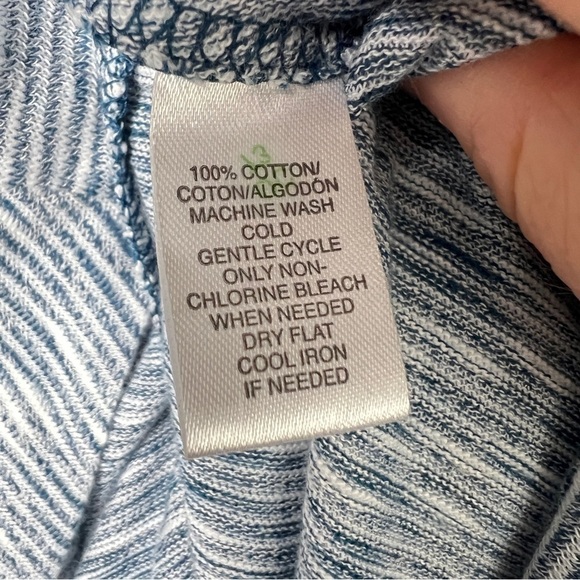 100% COTTON/
COTON/ALGODÓN
MACHINE WASH
COLD
GENTLE CYCLE
ONLY NON-
CHLORINE BLEACH
WHEN NEEDED
DRY FLAT
COOL IRON
IF NEEDED